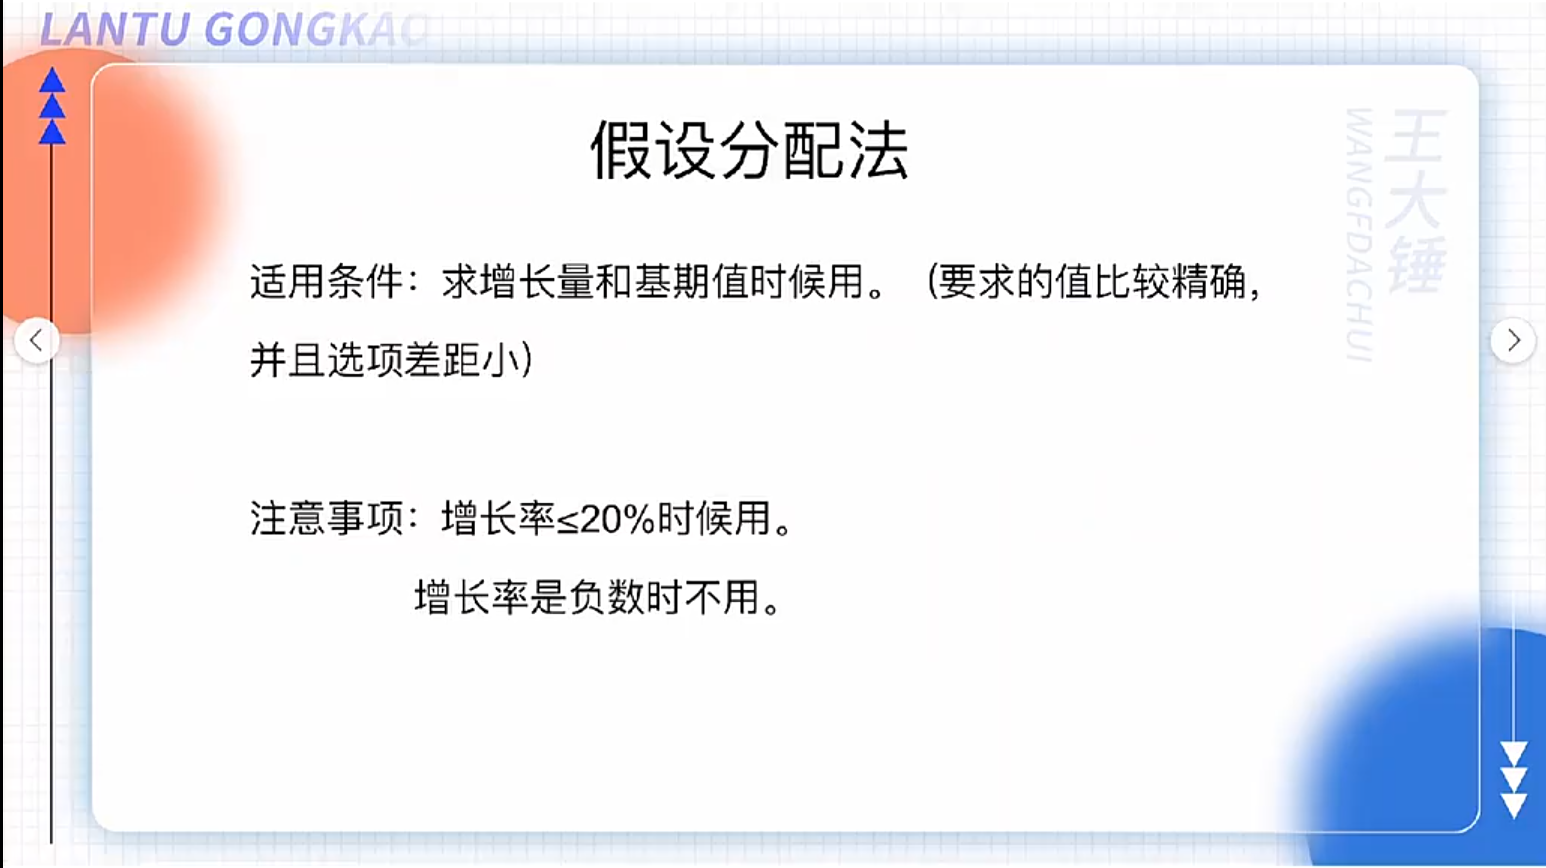 LANTU GONGKAO
假设分配法
王大锤
WANGFDACHUI
适用条件：求增长量和基期值时候用。（要求的值比较精确，
并且选项差距小）
注意事项：增长率≤20%时候用。
增长率是负数时不用。